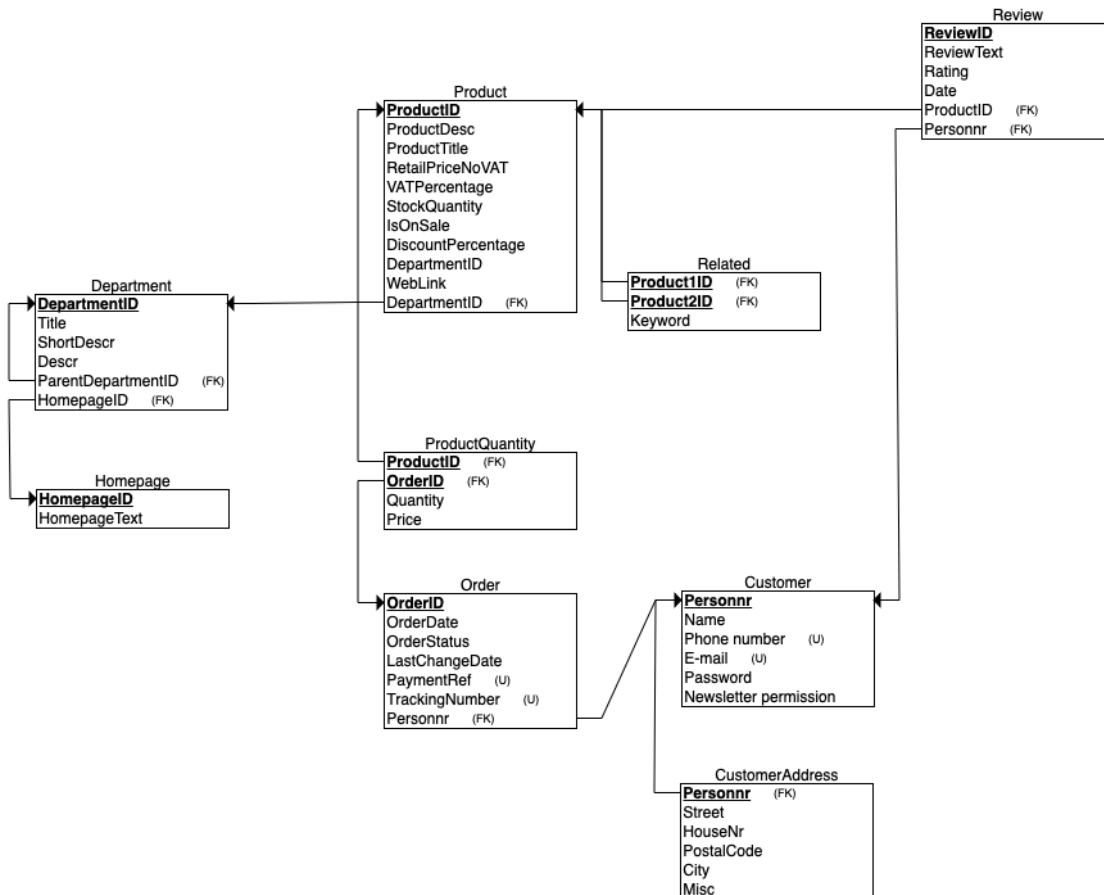 Review
ReviewID
ReviewText
Rating
Date
ProductID (FK)
Personnr (FK)
Product
ProductID
ProductDesc
ProductTitle
RetailPriceNoVAT
VATPercentage
StockQuantity
IsOnSale
DiscountPercentage
DepartmentID
WebLink
DepartmentID (FK)
Related
Product1ID (FK)
Product2ID (FK)
Keyword
Department
DepartmentID
Title
ShortDescr
Descr
ParentDepartmentID (FK)
HomepageID (FK)
ProductQuantity
ProductID (FK)
OrderID (FK)
Quantity
Price
Homepage
HomepageID
HomepageText
Order
OrderID
OrderDate
OrderStatus
LastChangeDate
PaymentRef (U)
TrackingNumber (U)
Personnr (FK)
Customer
Personnr
Name
Phone number (U)
E-mail (U)
Password
Newsletter permission
CustomerAddress
Personnr (FK)
Street
HouseNr
PostalCode
City
Misc